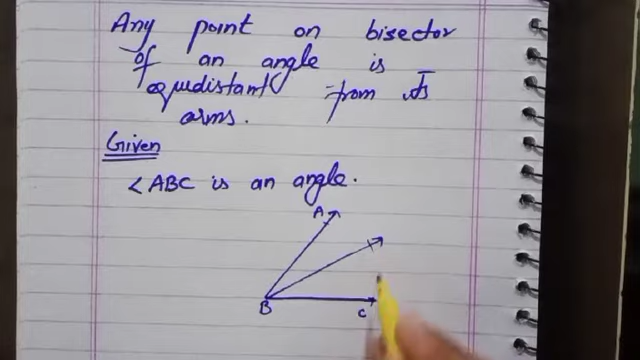 Any point on bisector
of an angle is
equidistant from its
arms.
Given
<ABC is an angle.
A
B
C